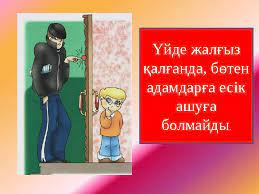 Үйде жалғыз
қалғанда, бөтен
адамдарға есік
ашуға
болмайды.